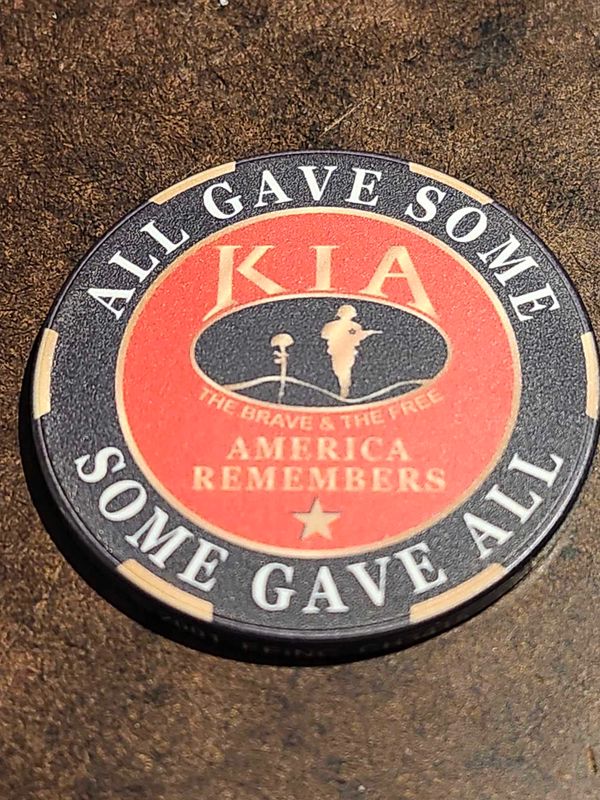 ALL GAVE SOME
KIA
THE BRAVE & THE FREE
AMERICA
REMEMBERS
SOME GAVE ALL